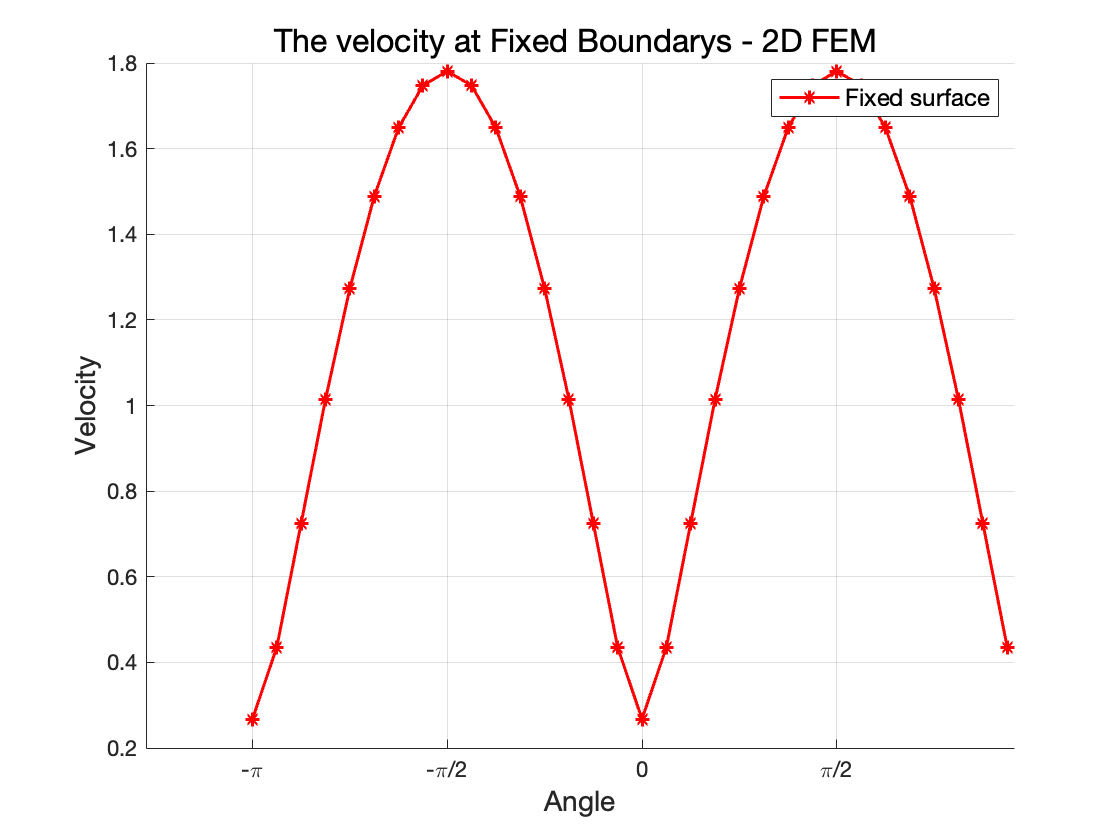 The velocity at Fixed Boundarys - 2D FEM
Fixed surface
1.8
1.6
1.4
1.2
1
0.8
0.6
0.4
0.2
Velocity
-π
-π/2
0
π/2
Angle